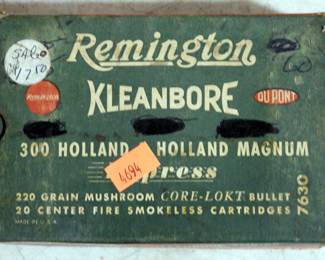 Remington
KLEANBORE
Remington
DU PONT
300 HOLLAND & HOLLAND MAGNUM
4694
Express
220 GRAIN MUSHROOM CORE-LOKT BULLET
20 CENTER FIRE SMOKELESS CARTRIDGES
7630
MADE IN U.S.A.